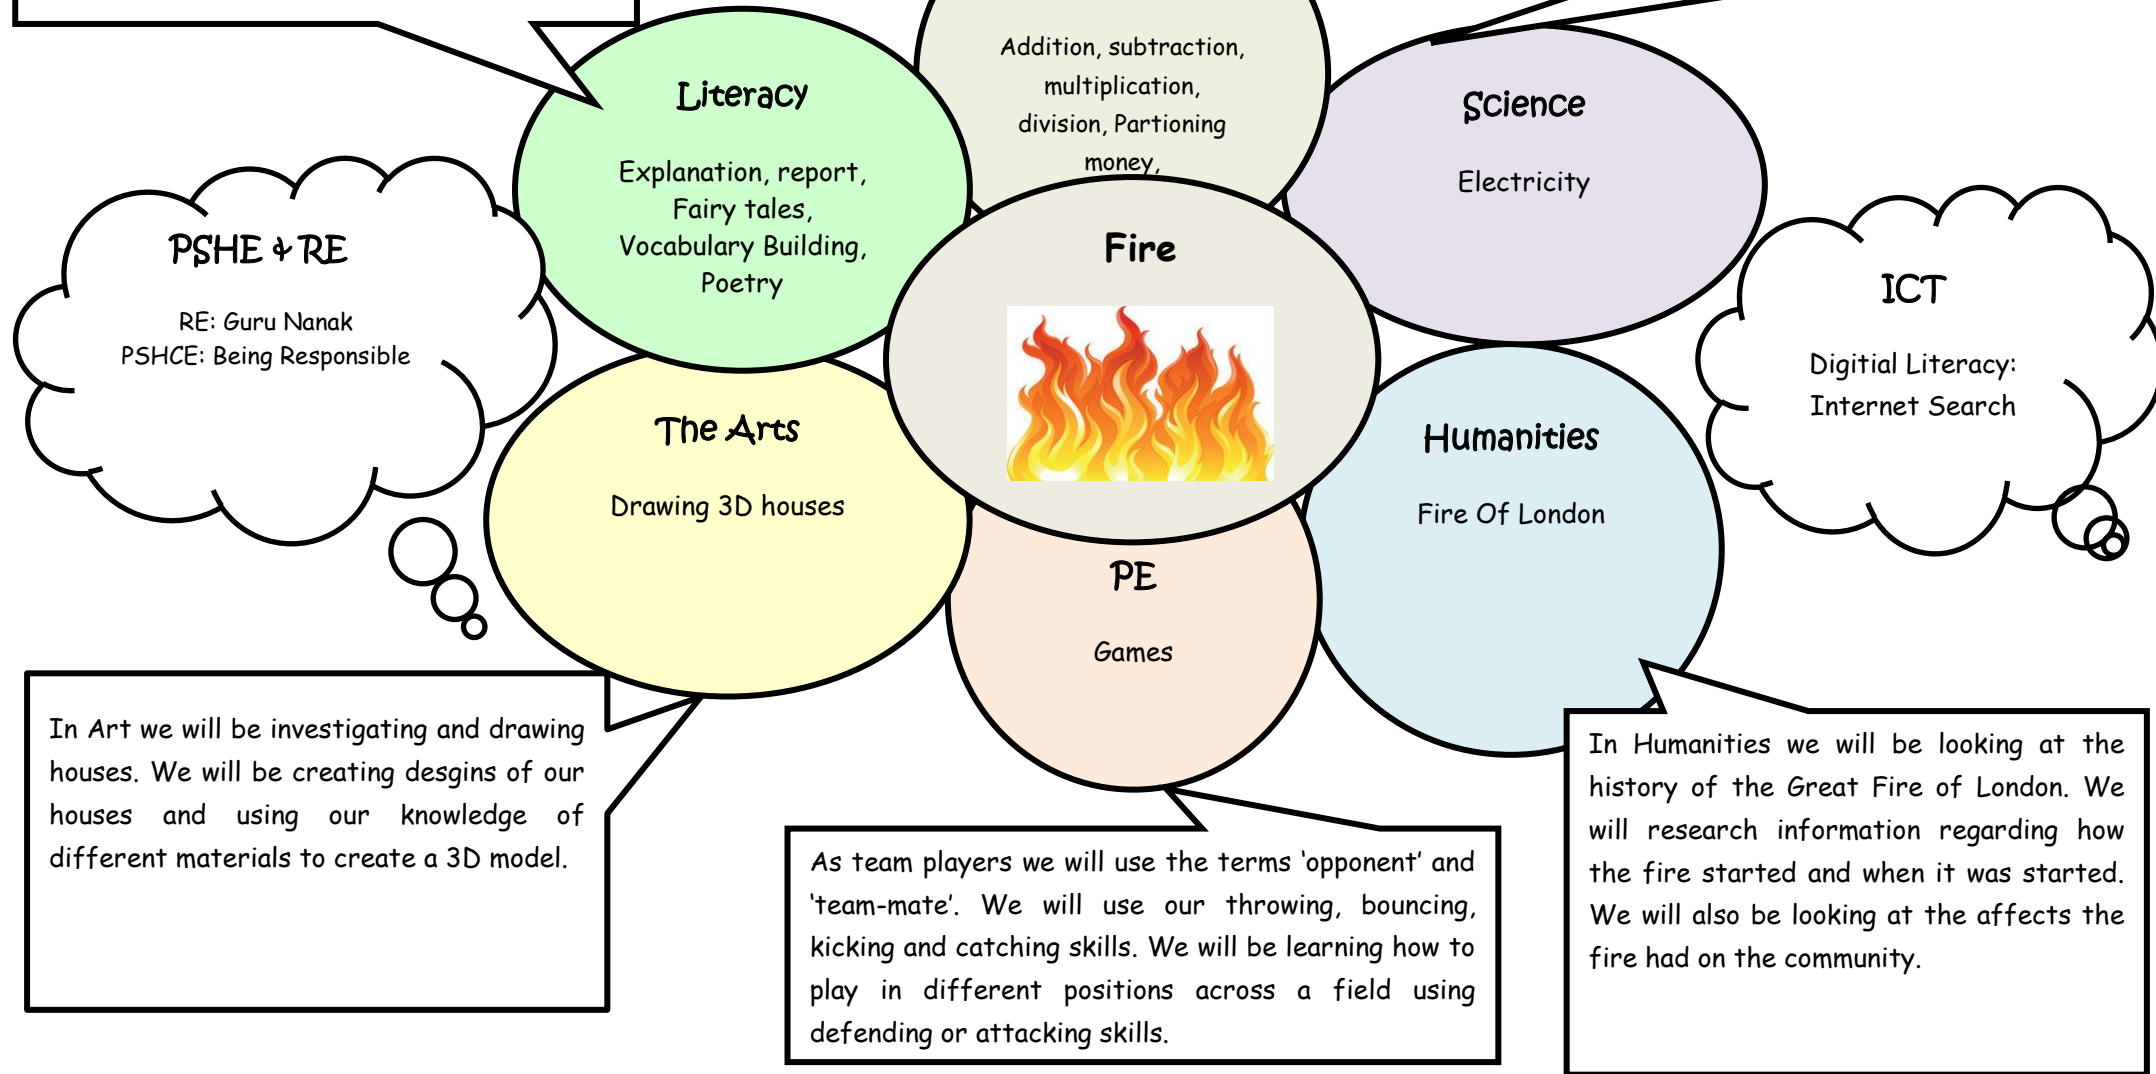 Addition, subtraction,
multiplication,
division, Partioning
money,
Literacy
Explanation, report,
Fairy tales,
Vocabulary Building,
Poetry
Science
Electricity
PSHE & RE
RE: Guru Nanak
PSHCE: Being Responsible
Fire
ICT
Digitial Literacy:
Internet Search
The Arts
Drawing 3D houses
Humanities
Fire Of London
PE
Games
In Art we will be investigating and drawing
houses. We will be creating desgins of our
houses and using our knowledge of
different materials to create a 3D model.
As team players we will use the terms ‘opponent’ and
‘team-mate’. We will use our throwing, bouncing,
kicking and catching skills. We will be learning how to
play in different positions across a field using
defending or attacking skills.
In Humanities we will be looking at the
history of the Great Fire of London. We
will research information regarding how
the fire started and when it was started.
We will also be looking at the affects the
fire had on the community.